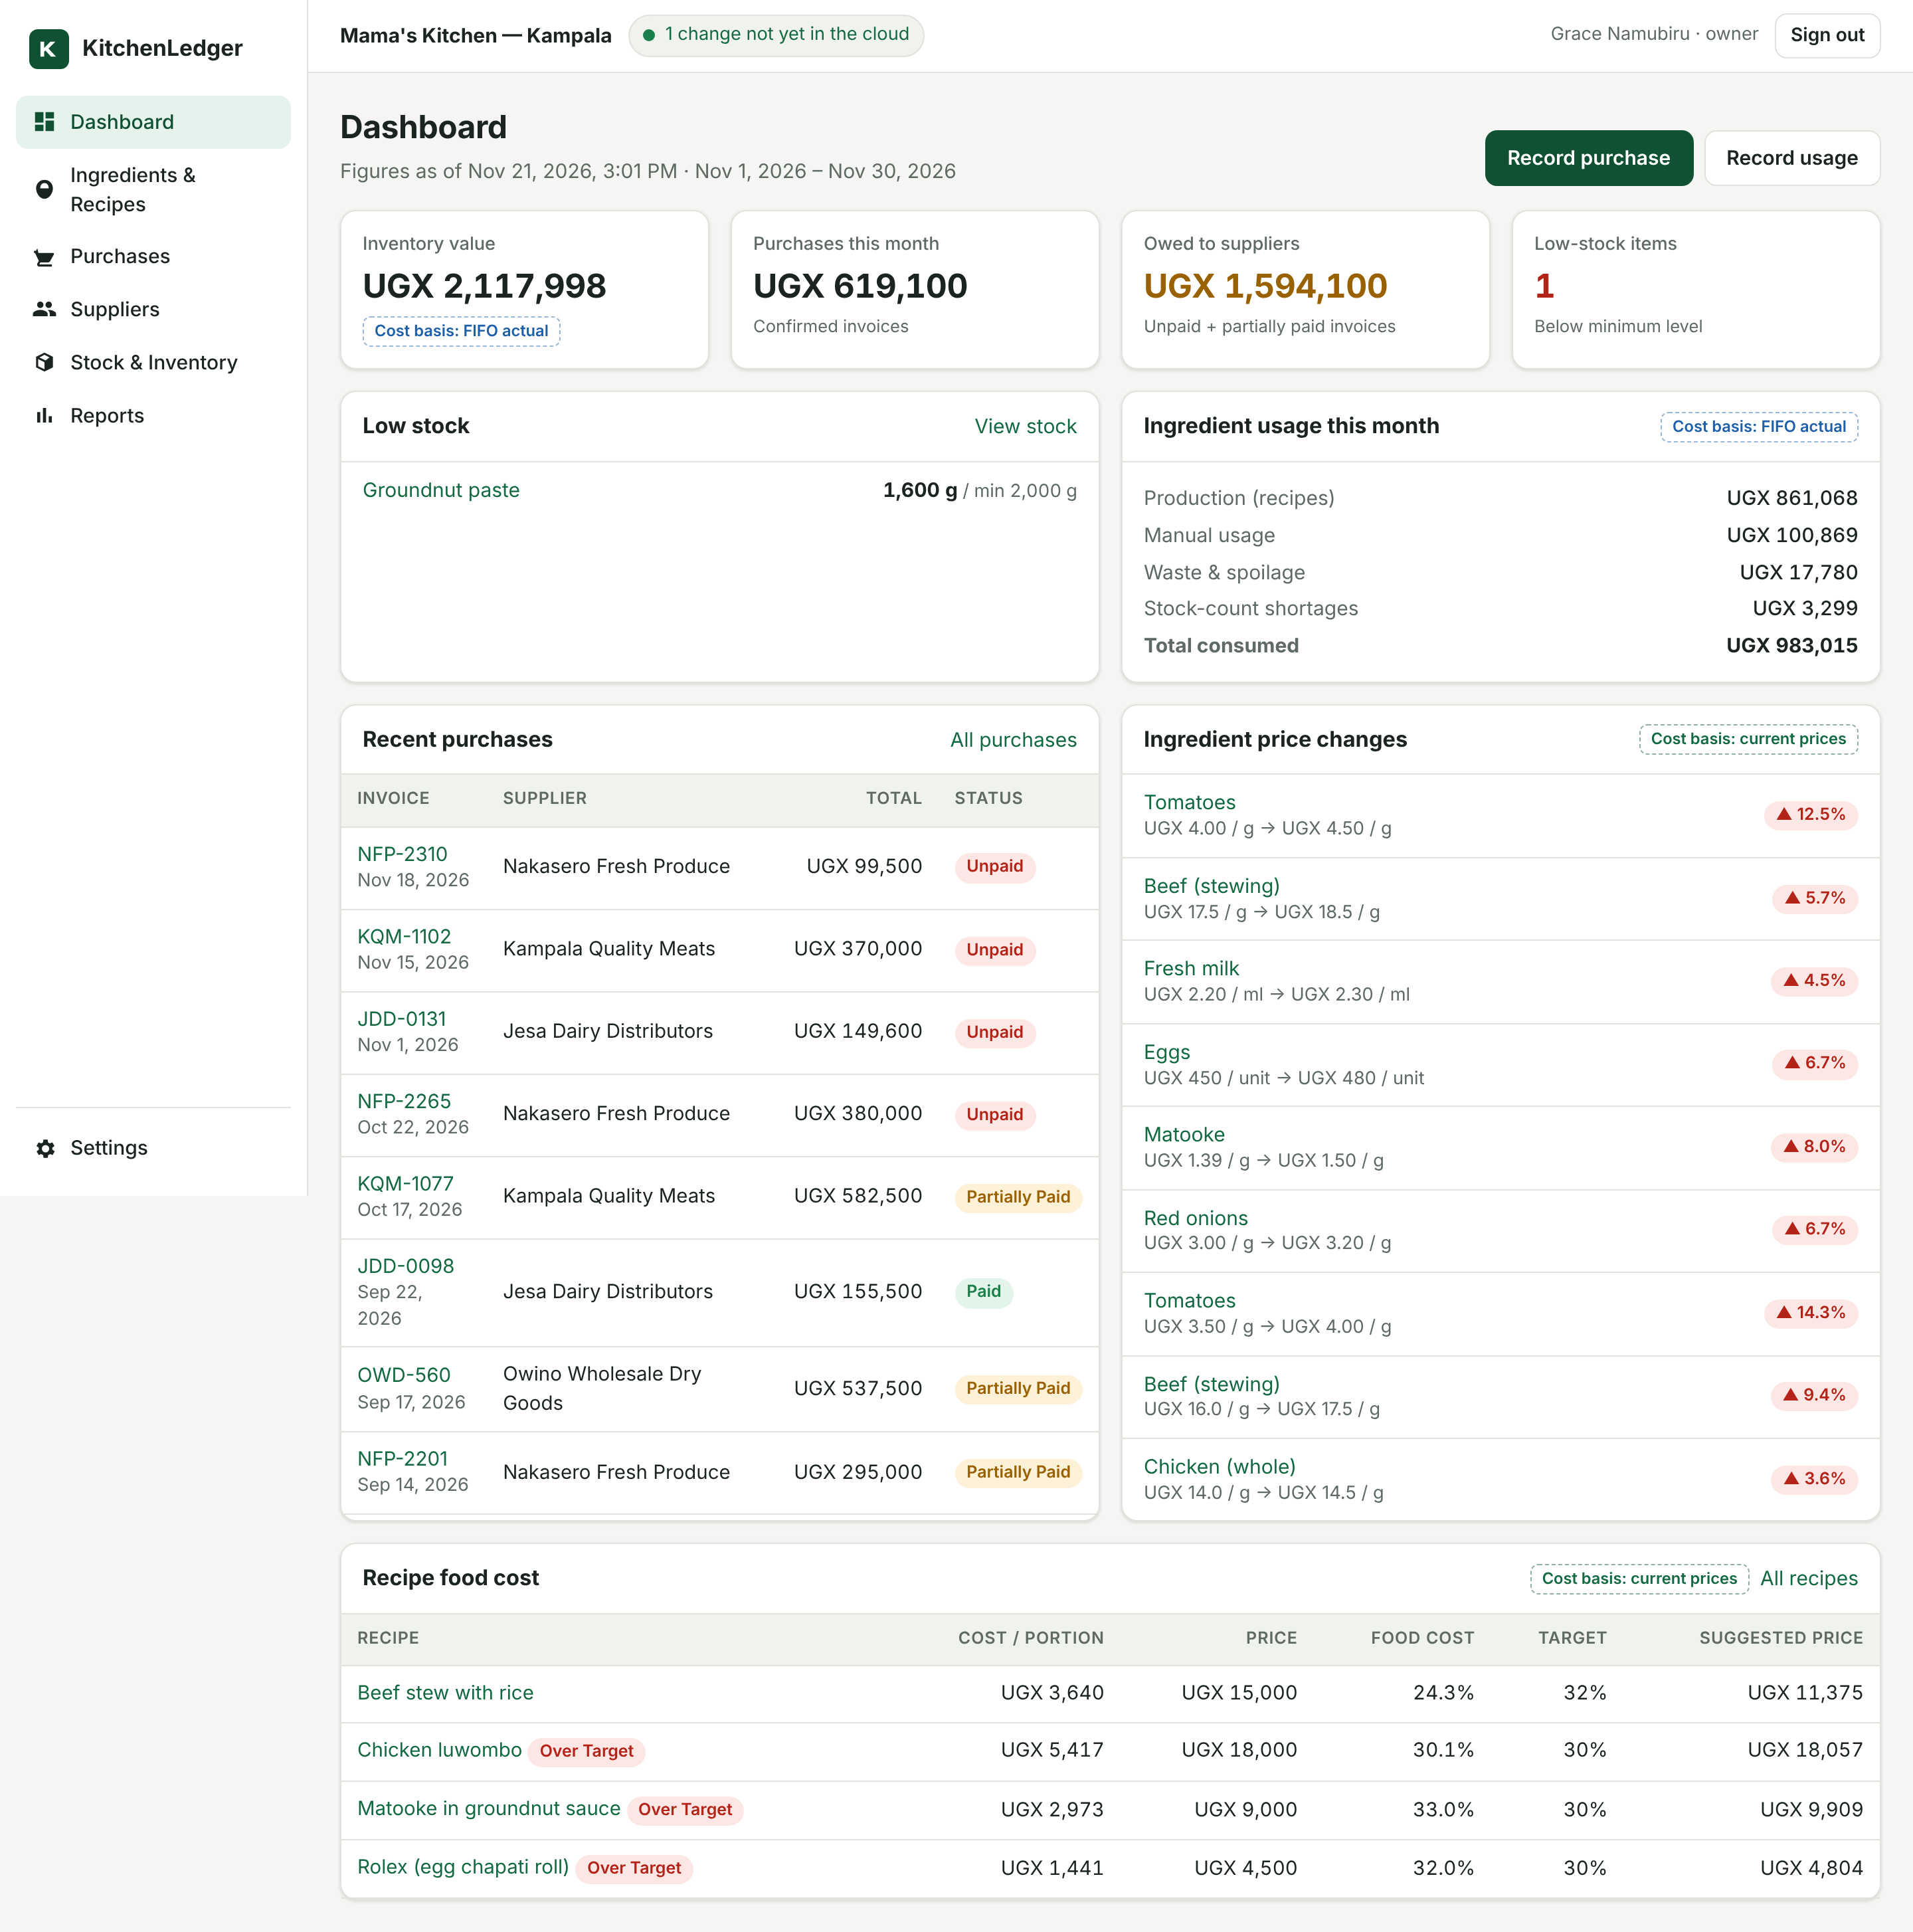 K KitchenLedger
Dashboard
Ingredients &
Recipes
Purchases
Suppliers
Stock & Inventory
Reports
Settings
Mama's Kitchen — Kampala
1 change not yet in the cloud
Grace Namubiru · owner
Sign out
Dashboard
Figures as of Nov 21, 2026, 3:01 PM · Nov 1, 2026 – Nov 30, 2026
Record purchase
Record usage
Inventory value
UGX 2,117,998
Cost basis: FIFO actual
Purchases this month
UGX 619,100
Confirmed invoices
Owed to suppliers
UGX 1,594,100
Unpaid + partially paid invoices
Low-stock items
1
Below minimum level
Low stock View stock
Groundnut paste 1,600 g / min 2,000 g
Ingredient usage this month Cost basis: FIFO actual
Production (recipes) UGX 861,068
Manual usage UGX 100,869
Waste & spoilage UGX 17,780
Stock-count shortages UGX 3,299
Total consumed UGX 983,015
Recent purchases All purchases
INVOICE SUPPLIER TOTAL STATUS
NFP-2310
Nov 18, 2026
Nakasero Fresh Produce UGX 99,500 Unpaid
KQM-1102
Nov 15, 2026
Kampala Quality Meats UGX 370,000 Unpaid
JDD-0131
Nov 1, 2026
Jesa Dairy Distributors UGX 149,600 Unpaid
NFP-2265
Oct 22, 2026
Nakasero Fresh Produce UGX 380,000 Unpaid
KQM-1077
Oct 17, 2026
Kampala Quality Meats UGX 582,500 Partially Paid
JDD-0098
Sep 22,
2026
Jesa Dairy Distributors UGX 155,500 Paid
OWD-560
Sep 17, 2026
Owino Wholesale Dry
Goods
UGX 537,500 Partially Paid
NFP-2201
Sep 14, 2026
Nakasero Fresh Produce UGX 295,000 Partially Paid
Ingredient price changes Cost basis: current prices
Tomatoes
UGX 4.00 / g → UGX 4.50 / g
▲ 12.5%
Beef (stewing)
UGX 17.5 / g → UGX 18.5 / g
▲ 5.7%
Fresh milk
UGX 2.20 / ml → UGX 2.30 / ml
▲ 4.5%
Eggs
UGX 450 / unit → UGX 480 / unit
▲ 6.7%
Matooke
UGX 1.39 / g → UGX 1.50 / g
▲ 8.0%
Red onions
UGX 3.00 / g → UGX 3.20 / g
▲ 6.7%
Tomatoes
UGX 3.50 / g → UGX 4.00 / g
▲ 14.3%
Beef (stewing)
UGX 16.0 / g → UGX 17.5 / g
▲ 9.4%
Chicken (whole)
UGX 14.0 / g → UGX 14.5 / g
▲ 3.6%
Recipe food cost Cost basis: current prices All recipes
RECIPE COST / PORTION PRICE FOOD COST TARGET SUGGESTED PRICE
Beef stew with rice UGX 3,640 UGX 15,000 24.3% 32% UGX 11,375
Chicken luwombo Over Target UGX 5,417 UGX 18,000 30.1% 30% UGX 18,057
Matooke in groundnut sauce Over Target UGX 2,973 UGX 9,000 33.0% 30% UGX 9,909
Rolex (egg chapati roll) Over Target UGX 1,441 UGX 4,500 32.0% 30% UGX 4,804